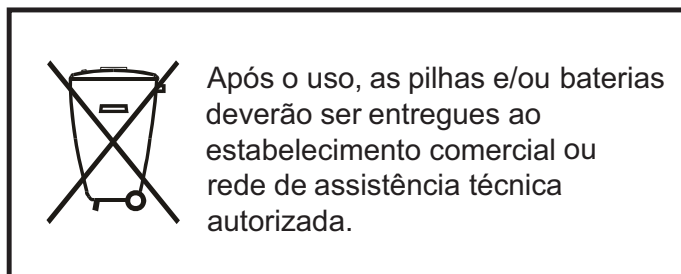 Após o uso, as pilhas e/ou baterias
deverão ser entregues ao
estabelecimento comercial ou
rede de assistência técnica
autorizada.